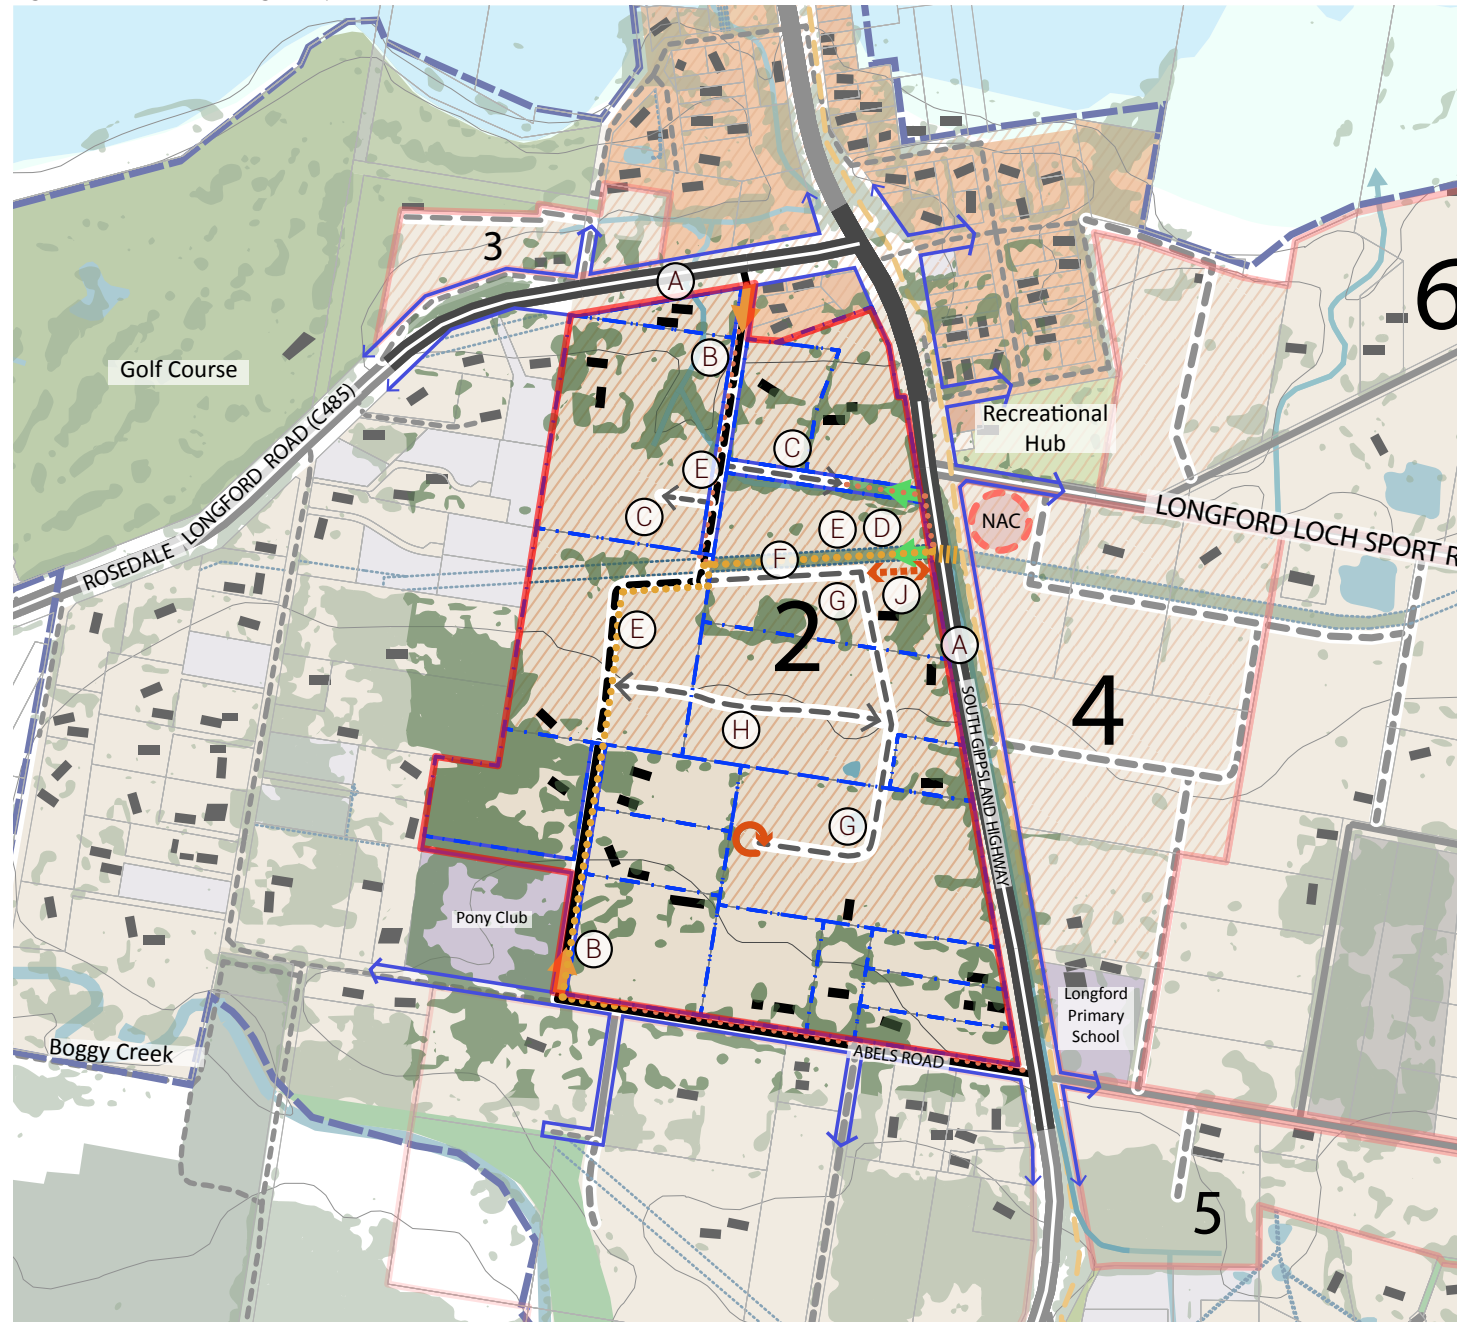 3
A
6
B
Golf Course
Recreational
Hub
ROSEDALE LONGFORD ROAD (C485)
C
E
LONGFORD LOCH SPORT R
C
NAC
E
D
F
G
J
2
E
A
4
H
SOUTH GIPPSLAND HIGHWAY
G
Pony Club
B
Longford
Primary
School
Boggy Creek
ABELS ROAD
5